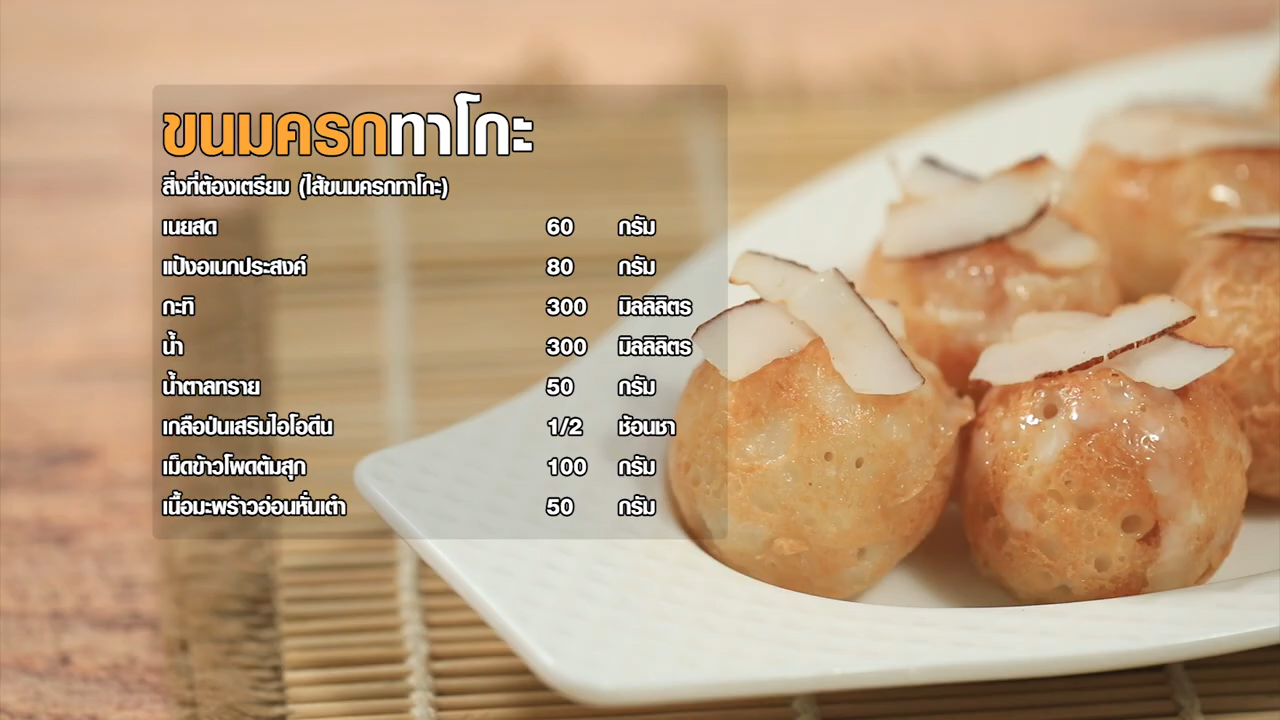 ขนมครกทาโกะ
สิ่งที่ต้องเตรียม (ไส้ขนมครกทาโกะ)
เนยสด 60 กรัม
แป้งอเนกประสงค์ 80 กรัม
กะทิ 300 มิลลิลิตร
น้ำ 300 มิลลิลิตร
น้ำตาลทราย 50 กรัม
เกลือป่นเสริมไอโอดีน 1/2 ช้อนชา
เม็ดข้าวโพดต้มสุก 100 กรัม
เนื้อมะพร้าวอ่อนหั่นเต๋า 50 กรัม